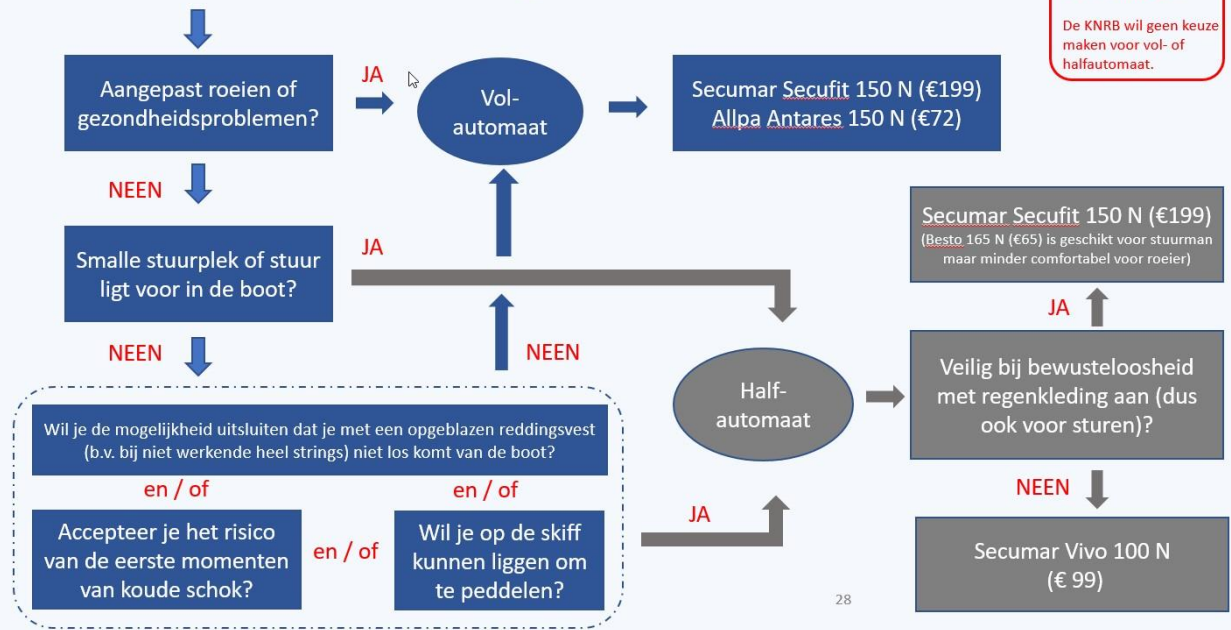 De KNRB wil geen keuze
maken voor vol- of
halfautomaat.
Aangepast roeien of
gezondheidsproblemen?
JA
Vol-
automaat
Secumar Secufit 150 N (€199)
Allpa Antares 150 N (€72)
NEEN
Smalle stuurplek of stuur
ligt voor in de boot?
JA
Secumar Secufit 150 N (€199)
(Besto 165 N (€65) is geschikt voor stuurman
maar minder comfortabel voor roeier)
JA
NEEN
NEEN
Half-
automaat
Veilig bij bewusteloosheid
met regenkleding aan (dus
ook voor sturen)?
Wil je de mogelijkheid uitsluiten dat je met een opgeblazen reddingsvest
(b.v. bij niet werkende heel strings) niet los komt van de boot?
en / of
en / of
NEEN
Accepteer je het risico
van de eerste momenten
van koude schok?
en / of
Wil je op de skiff
kunnen liggen om
te peddelen?
JA
Secumar Vivo 100 N
(€ 99)
28